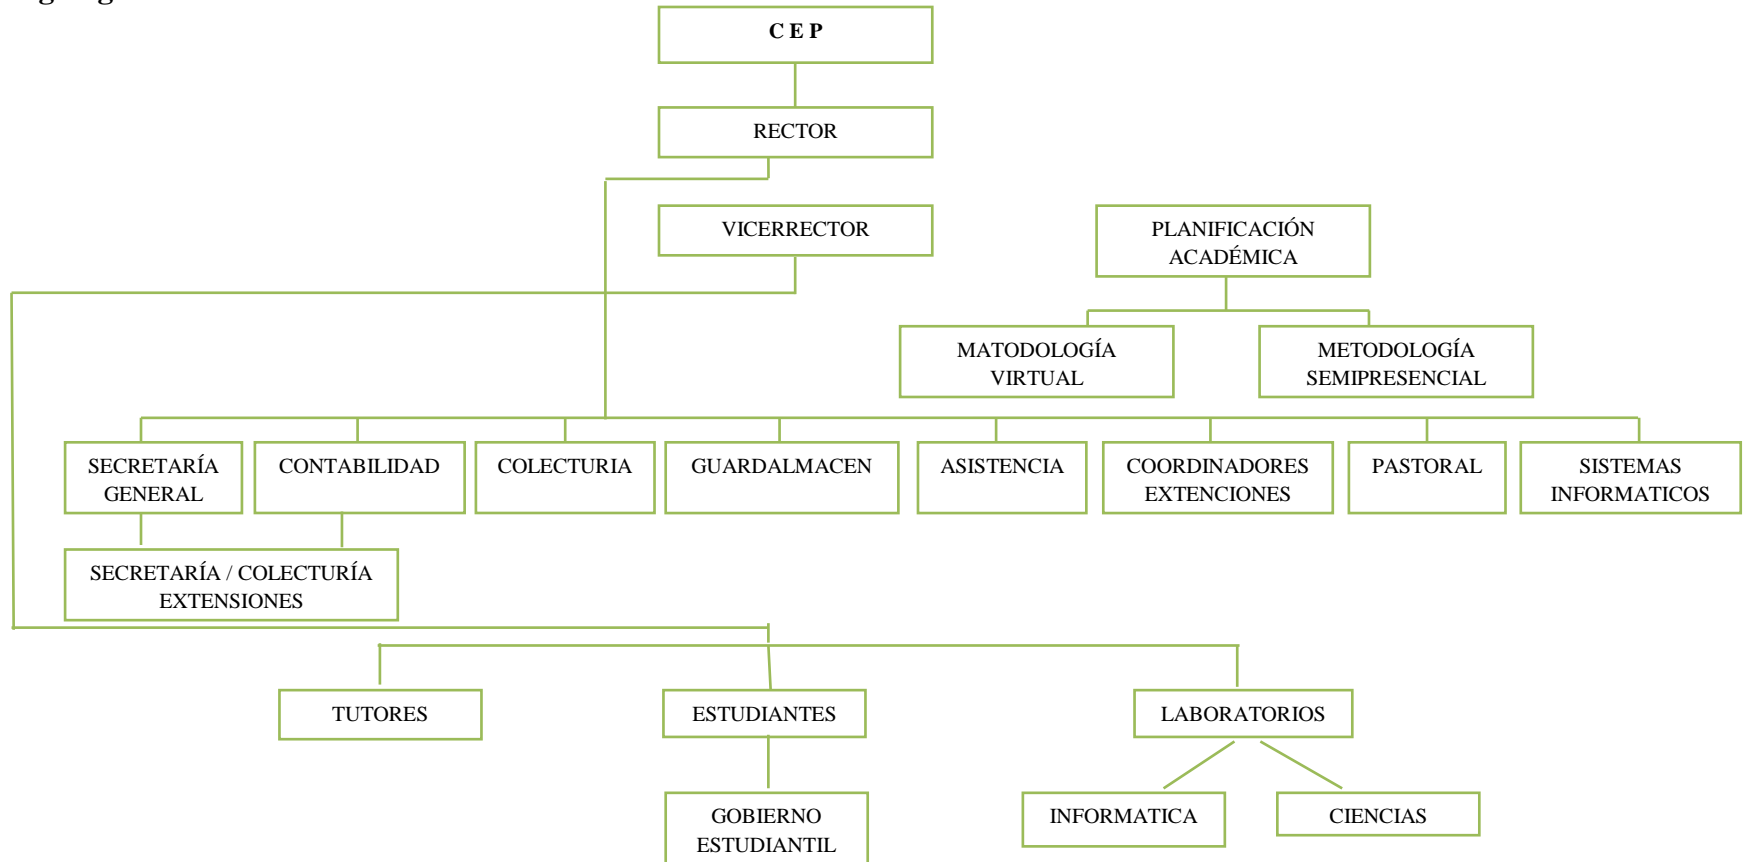 C E P
RECTOR
VICERRECTOR
PLANIFICACIÓN
ACADÉMICA
MATODOLOGÍA
VIRTUAL
METODOLOGÍA
SEMIPRESENCIAL
SECRETARÍA
GENERAL
CONTABILIDAD
COLECTURIA
GUARDALMACEN
ASISTENCIA
COORDINADORES
EXTENCIONES
PASTORAL
SISTEMAS
INFORMATICOS
SECRETARÍA / COLECTURÍA
EXTENSIONES
TUTORES
ESTUDIANTES
LABORATORIOS
GOBIERNO
ESTUDIANTIL
INFORMATICA
CIENCIAS